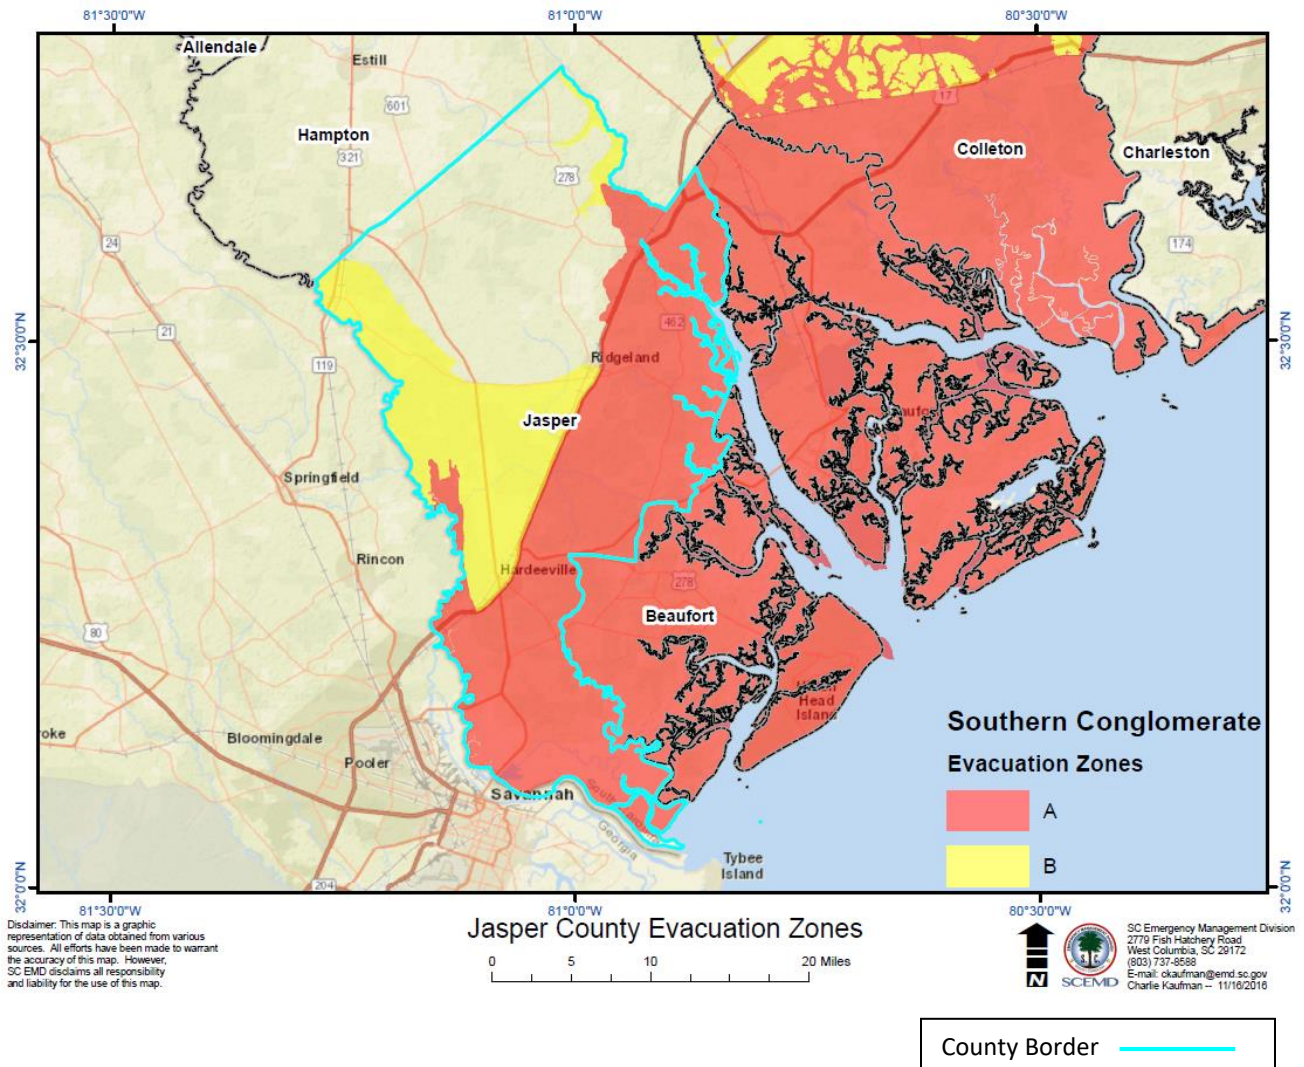 81°30'0"W 81°0'0"W 80°30'0"W
Allendale
Estill
601
Hampton
321
278
17
Colleton
Charleston
24
174
32°30'0"N
32°30'0"N
21
462
119
Ridgeland
Jasper
Springfield
Rincon
Hardeeville
278
80
Beaufort
Head
Island
Southern Conglomerate
Evacuation Zones
A
B
Bloomingdale
Pooler
Savannah
Georgia
Tybee
Island
204
32°0'0"N
32°0'0"N
81°30'0"W 81°0'0"W 80°30'0"W
Disclaimer: This map is a graphic
representation of data obtained from various
sources. All efforts have been made to warrant
the accuracy of this map. However,
SC EMD disclaims all responsibility
and liability for the use of this map.
Jasper County Evacuation Zones
0 5 10 20 Miles
N
SCEMD
SC Emergency Management Division
2779 Fish Hatchery Road
West Columbia, SC 29172
(803) 737-8588
E-mail: ckaufman@emd.sc.gov
Charlie Kaufman -- 11/16/2016
County Border